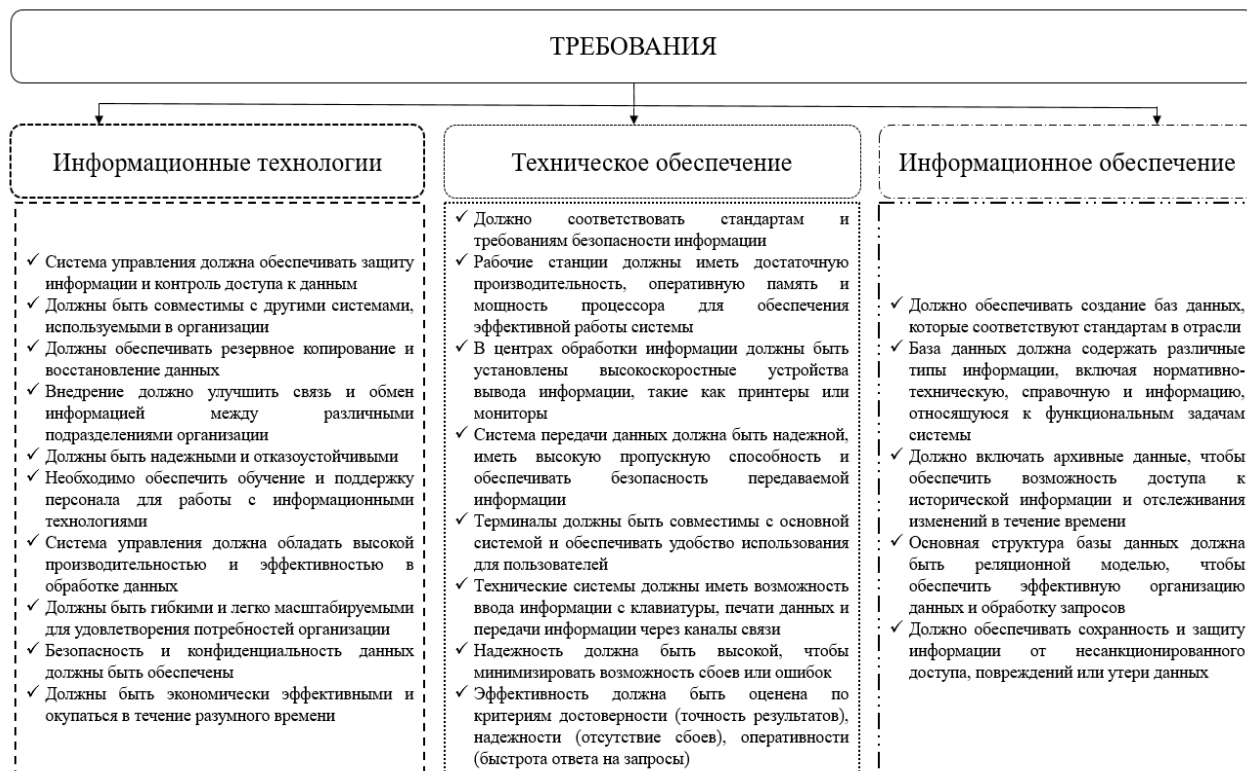 ТРЕБОВАНИЯ
Информационные технологии
✓ Система управления должна обеспечивать защиту
информации и контроль доступа к данным
✓ Должны быть совместимы с другими системами,
используемыми в организации
✓ Должны обеспечивать резервное копирование и
восстановление данных
✓ Внедрение должно улучшить связь и обмен
информацией между различными
подразделениями организации
✓ Должны быть надежными и отказоустойчивыми
✓ Необходимо обеспечить обучение и поддержку
персонала для работы с информационными
технологиями
✓ Система управления должна обладать высокой
производительностью и эффективностью в
обработке данных
✓ Должны быть гибкими и легко масштабируемыми
для удовлетворения потребностей организации
✓ Безопасность и конфиденциальность данных
должны быть обеспечены
✓ Должны быть экономически эффективными и
окупаться в течение разумного времени
Техническое обеспечение
✓ Должно соответствовать стандартам и
требованиям безопасности информации
✓ Рабочие станции должны иметь достаточную
производительность, оперативную память и
мощность процессора для обеспечения
эффективной работы системы
✓ В центрах обработки информации должны быть
установлены высокоскоростные устройства
вывода информации, такие как принтеры или
мониторы
✓ Система передачи данных должна быть надежной,
иметь высокую пропускную способность и
обеспечивать безопасность передаваемой
информации
✓ Терминалы должны быть совместимы с основной
системой и обеспечивать удобство использования
для пользователей
✓ Технические системы должны иметь возможность
ввода информации с клавиатуры, печати данных и
передачи информации через каналы связи
✓ Надежность должна быть высокой, чтобы
минимизировать возможность сбоев или ошибок
✓ Эффективность должна быть оценена по
критериям достоверности (точность результатов),
надежности (отсутствие сбоев), оперативности
(быстрота ответа на запросы)
Информационное обеспечение
✓ Должно обеспечивать создание баз данных,
которые соответствуют стандартам в отрасли
✓ База данных должна содержать различные
типы информации, включая нормативно-
техническую, справочную и информацию,
относящуюся к функциональным задачам
системы
✓ Должно включать архивные данные, чтобы
обеспечить возможность доступа к
исторической информации и отслеживания
изменений в течение времени
✓ Основная структура базы данных должна
быть реляционной моделью, чтобы
обеспечить эффективную организацию
данных и обработку запросов
✓ Должно обеспечивать сохранность и защиту
информации от несанкционированного
доступа, повреждений или утери данных